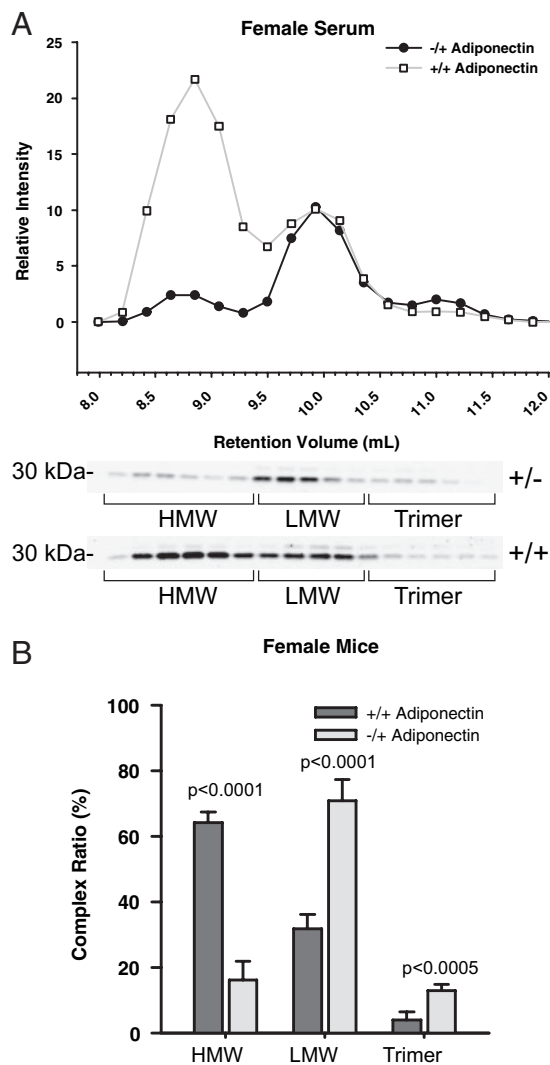 A
Female Serum
-/+ Adiponectin
+/+ Adiponectin
25
20
15
10
5
0
Relative Intensity
8.0
8.5
9.0
9.5
10.0
10.5
11.0
11.5
12.0
Retention Volume (mL)
30 kDa-
+/-
HMW
LMW
Trimer
30 kDa-
+/+
HMW
LMW
Trimer
B
Female Mice
+/+ Adiponectin
-/+ Adiponectin
100
80
60
40
20
0
Complex Ratio (%)
p<0.0001
p<0.0001
p<0.0005
HMW
LMW
Trimer